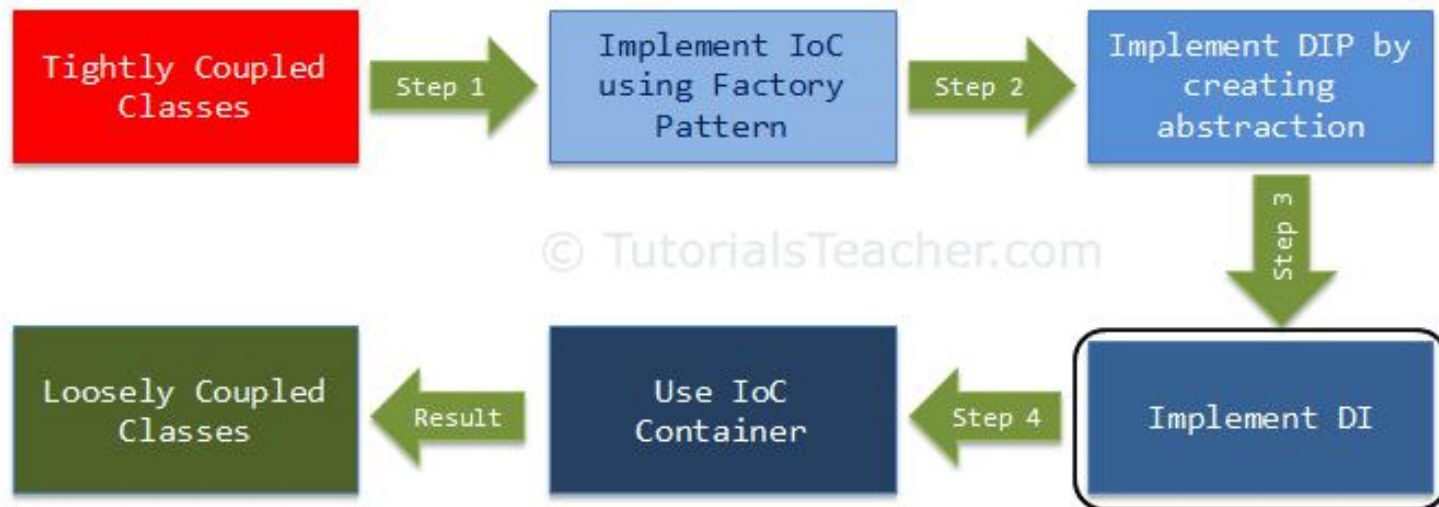 Tightly Coupled
Classes
Step 1
Implement IoC
using Factory
Pattern
Step 2
Implement DIP by
creating
abstraction
Step 3
© TutorialsTeacher.com
Implement DI
Step 4
Use IoC
Container
Result
Loosely Coupled
Classes